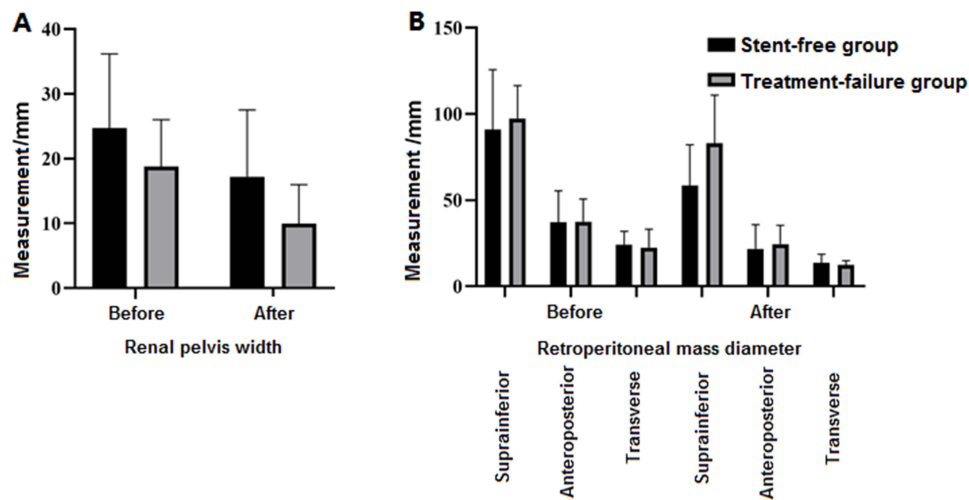 A
Measurement/mm
40
30
20
10
0
Before
After
Renal pelvis width
B
Measurement /mm
150
100
50
0
Stent-free group
Treatment-failure group
Before
After
Retroperitoneal mass diameter
Suprainferior
Anteroposterior
Transverse
Suprainferior
Anteroposterior
Transverse